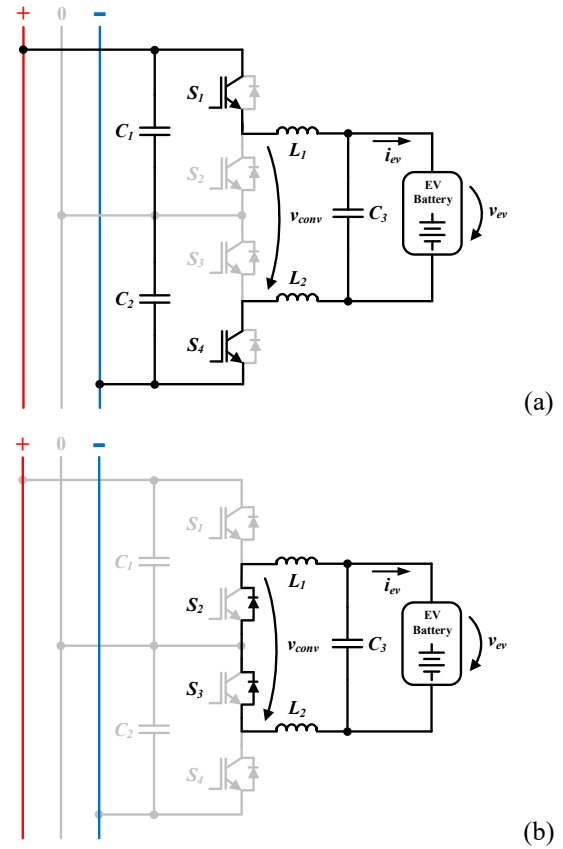 + 0 -
S1
C1
L1
iev
S2
EV
Battery
vconv
C3
vev
S3
C2
L2
S4
(a)
+ 0 -
S1
C1
L1
iev
S2
EV
Battery
vconv
C3
vev
S3
C2
L2
S4
(b)